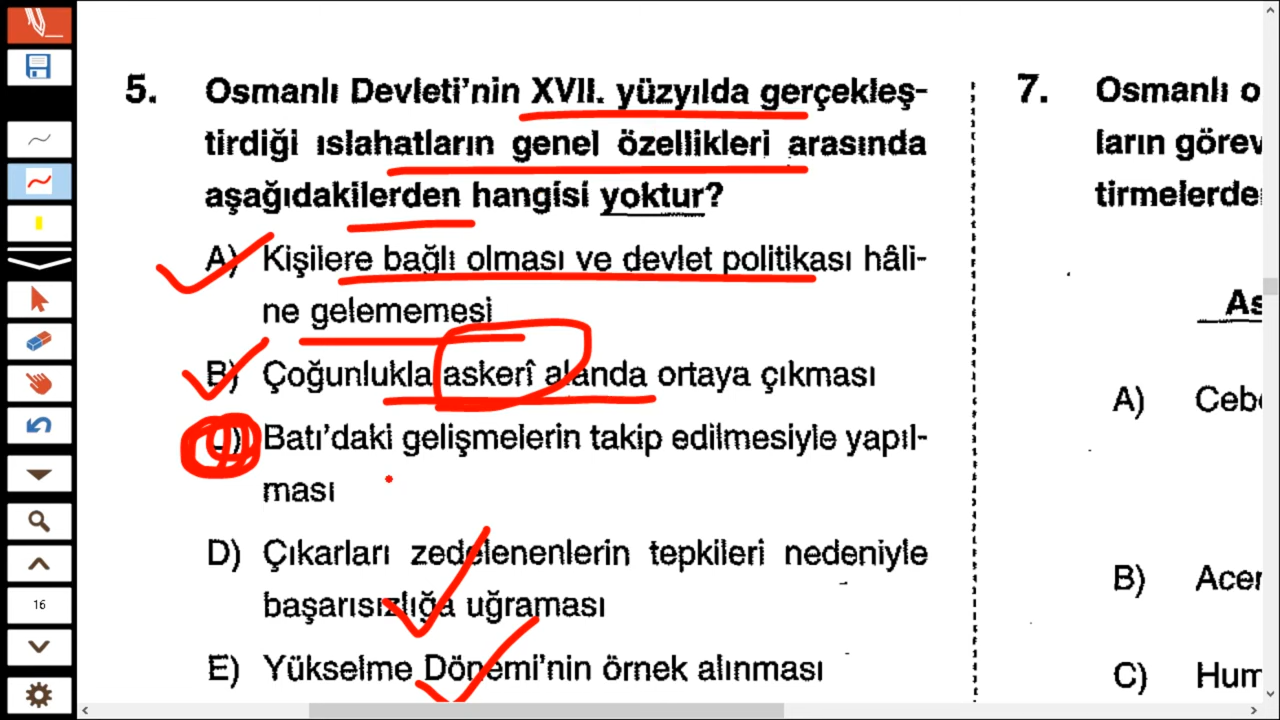 5. Osmanlı Devleti'nin XVII. yüzyılda gerçekleş-
tirdiği ıslahatların genel özellikleri arasında
aşağıdakilerden hangisi yoktur?
A) Kişilere bağlı olması ve devlet politikası hâli-
ne gelememesi
B) Çoğunlukla askerî alanda ortaya çıkması
C) Batı'daki gelişmelerin takip edilmesiyle yapıl-
ması
D) Çıkarları zedelenenlerin tepkileri nedeniyle
başarısızlığa uğraması
E) Yükselme Dönemi'nin örnek alınması
7. Osmanlı o
ların görev
tirmelerde
As
A) Cebe
B) Acer
C) Hum
16